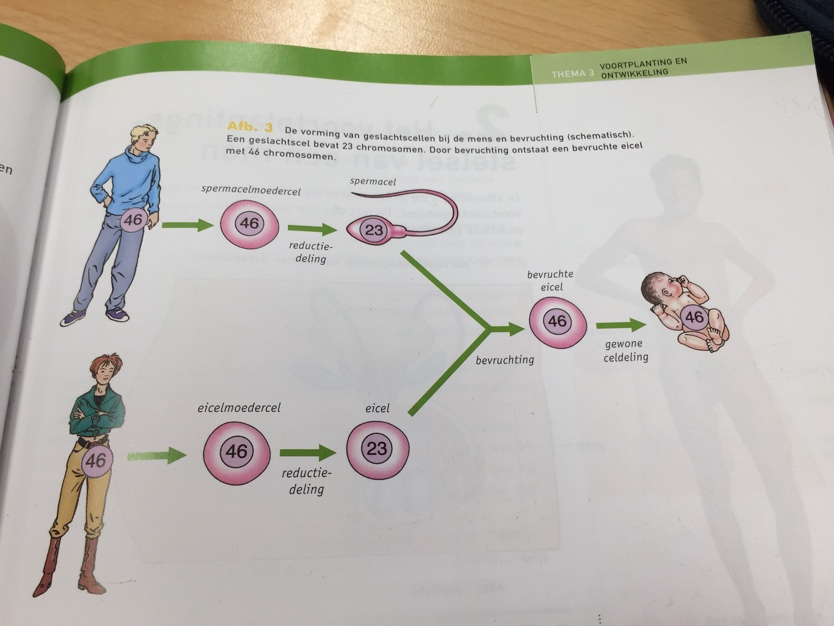 THEMA 3
VOORTPLANTING EN
ONTWIKKELING
en
Afb. 3 De vorming van geslachtscellen bij de mens en bevruchting (schematisch).
Een geslachtscel bevat 23 chromosomen. Door bevruchting ontstaat een bevruchte eicel
met 46 chromosomen.
46
spermacelmoedercel
46
reductie-
deling
spermacel
23
bevruchte
eicel
46
bevruchting
gewone
celdeling
46
46
eicelmoedercel
46
reductie-
deling
eicel
23